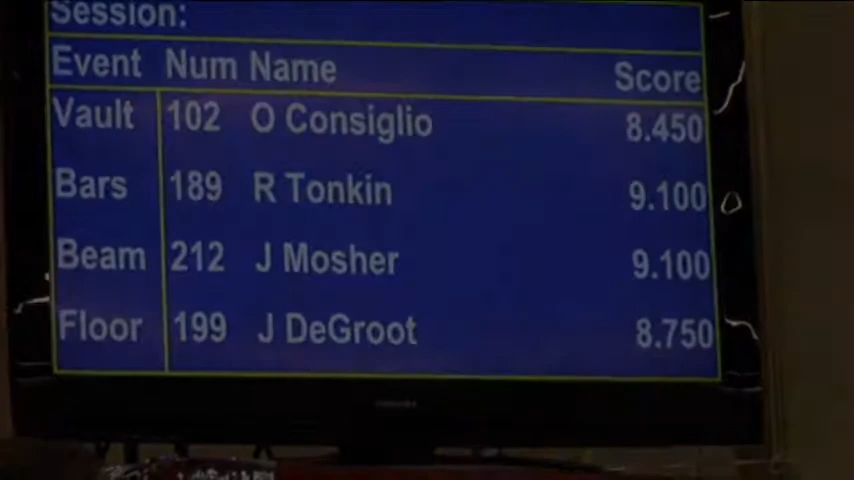 Session:
Event Num Name Score
Vault 102 O Consiglio 8.450
Bars 189 R Tonkin 9.100
Beam 212 J Mosher 9.100
Floor 199 J DeGroot 8.750